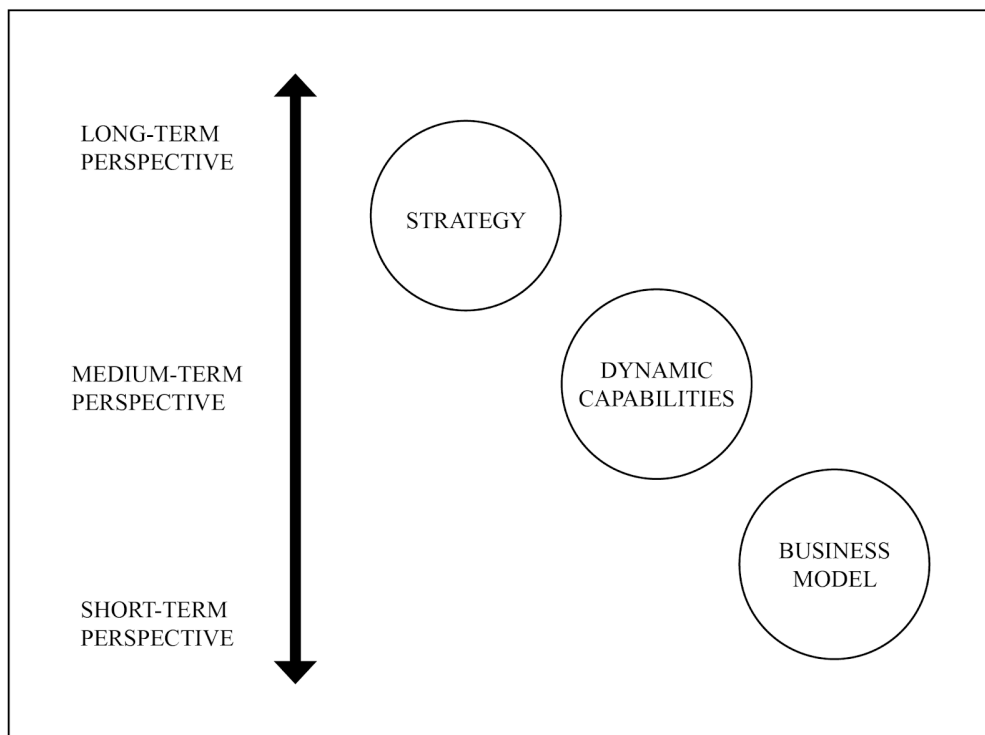 LONG-TERM
PERSPECTIVE
STRATEGY
MEDIUM-TERM
PERSPECTIVE
DYNAMIC
CAPABILITIES
BUSINESS
MODEL
SHORT-TERM
PERSPECTIVE